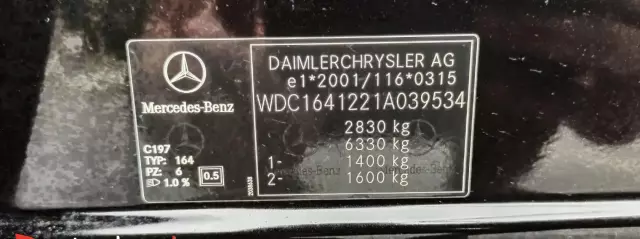 Mercedes-Benz
C197
TYP: 164
PZ: 6
1.0 %
0.5
DAIMLERCHRYSLER AG
e1*2001/116*0315
WDC1641221A039534
2830 kg
6330 kg
1- 1400 kg
2- 1600 kg